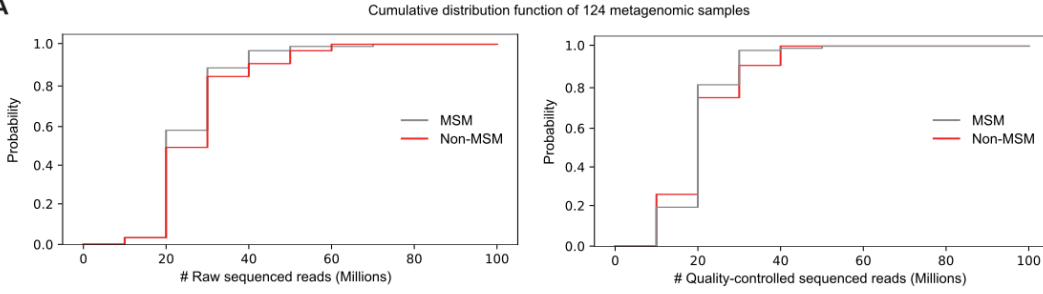 A
Cumulative distribution function of 124 metagenomic samples
Probability
1.0
0.8
0.6
0.4
0.2
0.0
MSM
Non-MSM
0 20 40 60 80 100
# Raw sequenced reads (Millions)
Probability
1.0
0.8
0.6
0.4
0.2
0.0
MSM
Non-MSM
0 20 40 60 80 100
# Quality-controlled sequenced reads (Millions)